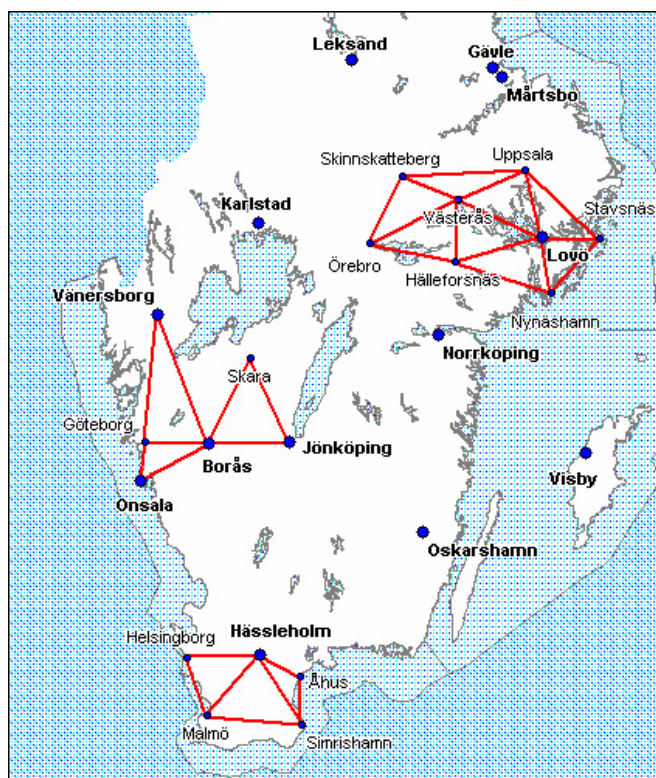 Leksand
Gävle
Mårtsbo
Skinnskatteberg
Uppsala
Karlstad
Västerås
Stavsnäs
Lovö
Örebro
Hälleforsnäs
Vänersborg
Nynäshamn
Norrköping
Skara
Göteborg
Jönköping
Borås
Visby
Onsala
Oskarshamn
Helsingborg
Hässleholm
Åhus
Malmö
Simrishamn